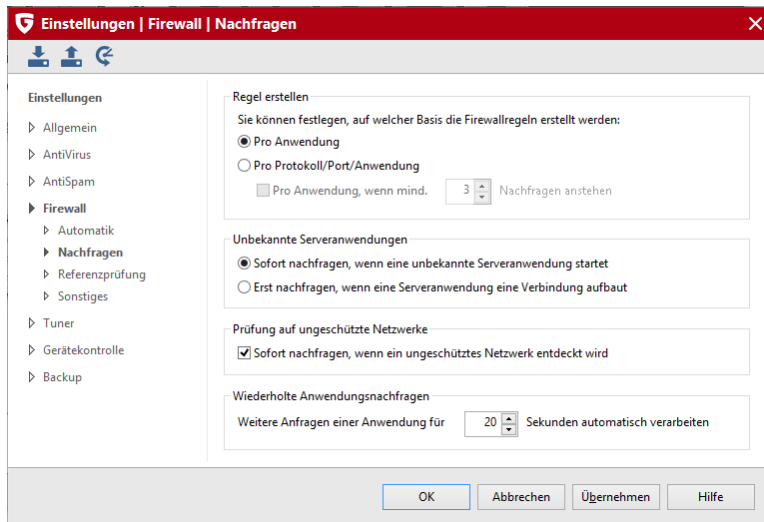 Einstellungen | Firewall | Nachfragen
Einstellungen
Allgemein
AntiVirus
AntiSpam
Firewall
Automatik
Nachfragen
Referenzprüfung
Sonstiges
Tuner
Gerätekontrolle
Backup
Regel erstellen
Sie können festlegen, auf welcher Basis die Firewallregeln erstellt werden:
Pro Anwendung
Pro Protokoll/Port/Anwendung
Pro Anwendung, wenn mind. 3 Nachfragen anstehen
Unbekannte Serveranwendungen
Sofort nachfragen, wenn eine unbekannte Serveranwendung startet
Erst nachfragen, wenn eine Serveranwendung eine Verbindung aufbaut
Prüfung auf ungeschützte Netzwerke
Sofort nachfragen, wenn ein ungeschütztes Netzwerk entdeckt wird
Wiederholte Anwendungsnachfragen
Weitere Anfragen einer Anwendung für 20 Sekunden automatisch verarbeiten
OK Abbrechen Übernehmen Hilfe